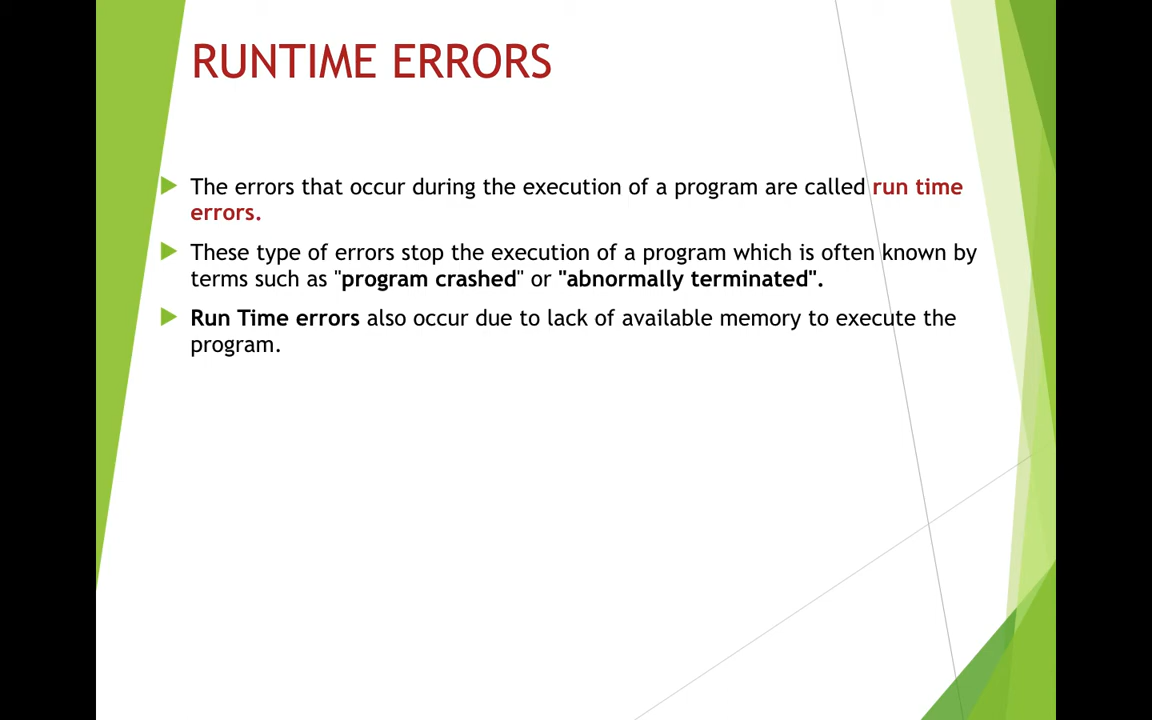 RUNTIME ERRORS
The errors that occur during the execution of a program are called run time
errors.
These type of errors stop the execution of a program which is often known by
terms such as "program crashed" or "abnormally terminated".
Run Time errors also occur due to lack of available memory to execute the
program.